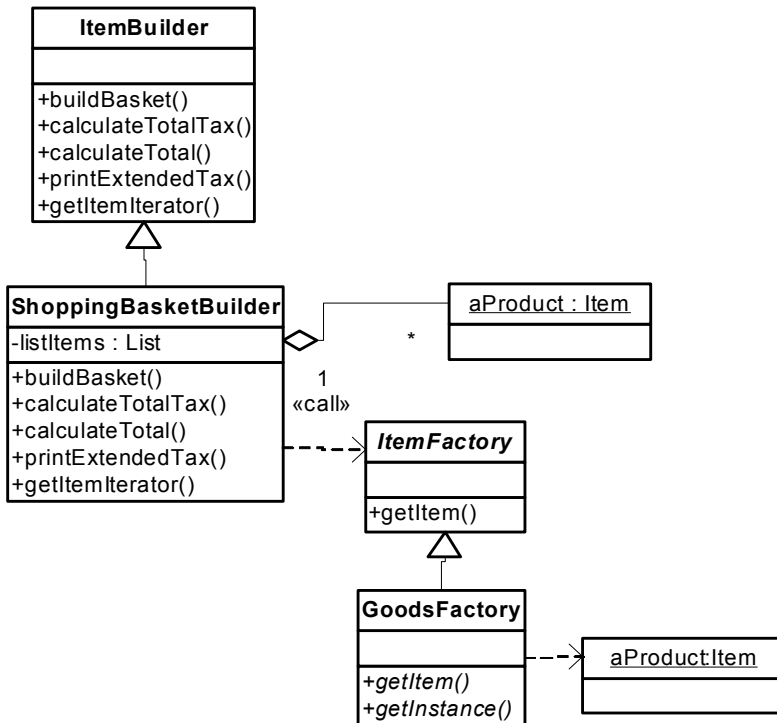 ItemBuilder
+buildBasket()
+calculateTotalTax()
+calculateTotal()
+printExtendedTax()
+getItemIterator()
ShoppingBasketBuilder
-listItems : List
+buildBasket()
+calculateTotalTax()
+calculateTotal()
+printExtendedTax()
+getItemIterator()
aProduct : Item
*
1
«call»
ItemFactory
+getItem()
GoodsFactory
+getItem()
+getInstance()
aProduct:Item